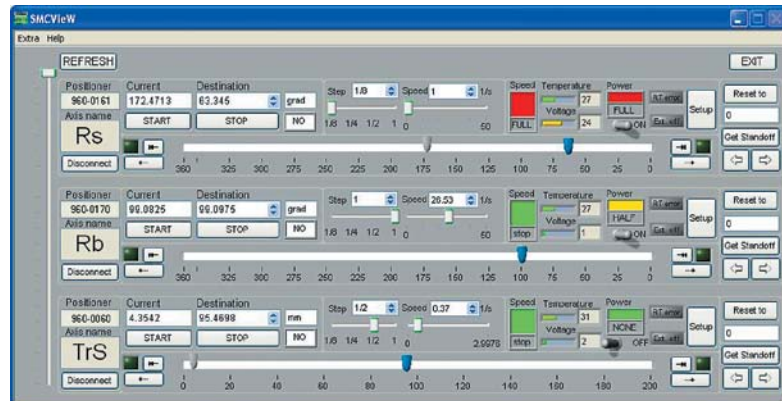 SMCVieW
Extra Help
REFRESH
EXIT
Positioner Current Destination Step 1/8 Speed 1 1/s Speed Temperature Power Reset to
960-0161 172.4713 63.345 grad 27 FULL 0
Axis name START STOP NO 1/8 1/4 1/2 1 0 50 FULL Voltage 24 ON Setup Get Standoff
Rs
Disconnect
360 325 300 275 250 225 200 175 150 125 100 75 50 25 0
Positioner Current Destination Step 1 Speed 26.53 1/s Speed Temperature Power Reset to
960-0170 99.0825 99.0975 grad 27 HALF 0
Axis name START STOP NO 1/8 1/4 1/2 1 0 50 stop Voltage 1 ON Setup Get Standoff
Rb
Disconnect
360 325 300 275 250 225 200 175 150 125 100 75 50 25 0
Positioner Current Destination Step 1/2 Speed 0.37 1/s Speed Temperature Power Reset to
960-0060 4.3542 95.4698 mm 31 NONE 0
Axis name START STOP NO 1/8 1/4 1/2 1 0 2.9976 stop Voltage 2 OFF Setup Get Standoff
TrS
Disconnect
0 20 40 60 80 100 120 140 160 180 200